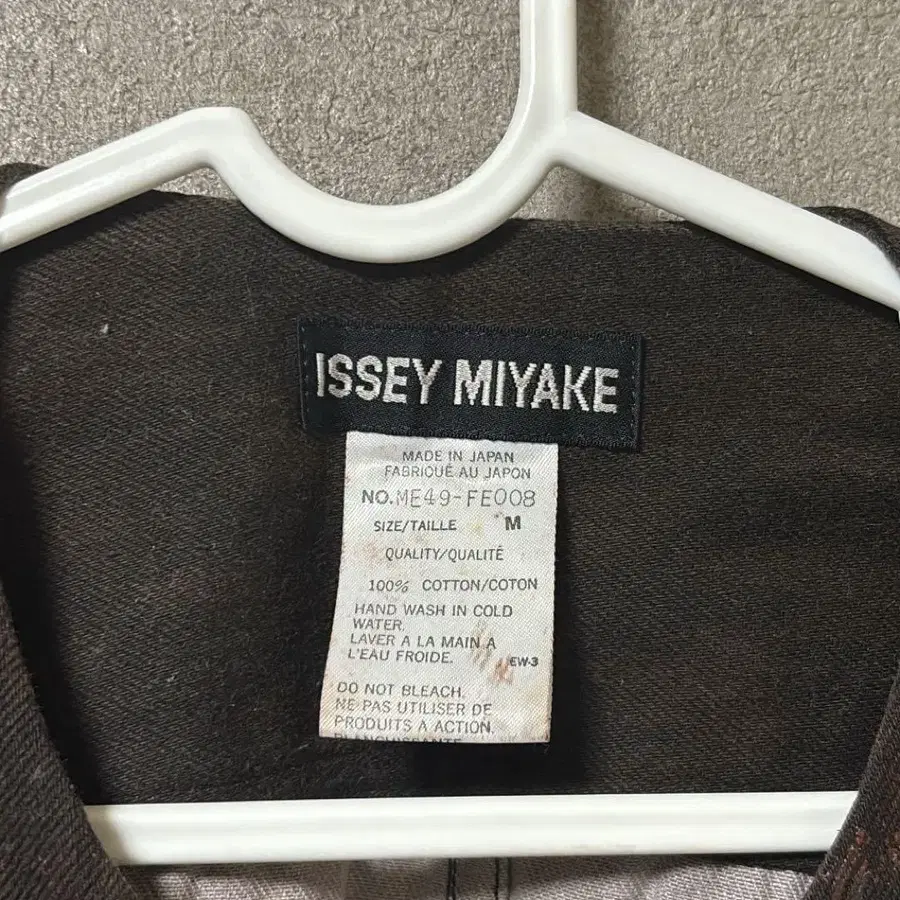 ISSEY MIYAKE
MADE IN JAPAN
FABRIQUÉ AU JAPON
NO.ME49-FE008
SIZE/TAILLE M
QUALITY/QUALITÉ
100% COTTON/COTON
HAND WASH IN COLD
WATER.
LAVER A LA MAIN A
L'EAU FROIDE. EW-3
DO NOT BLEACH.
NE PAS UTILISER DE
PRODUITS A ACTION.